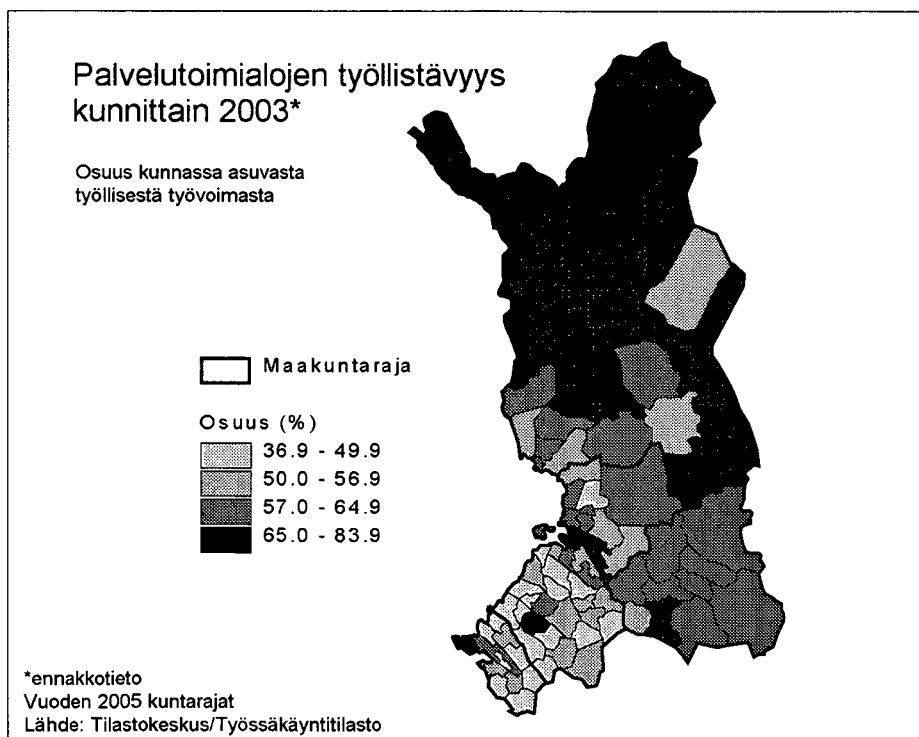 Palvelutoimialojen työllistävyys
kunnittain 2003*
Osuus kunnassa asuvasta
työllisestä työvoimasta
Maakuntaraja
Osuus (%)
36.9 - 49.9
50.0 - 56.9
57.0 - 64.9
65.0 - 83.9
*ennakkotieto
Vuoden 2005 kuntarajat
Lähde: Tilastokeskus/Työssäkäyntitilasto